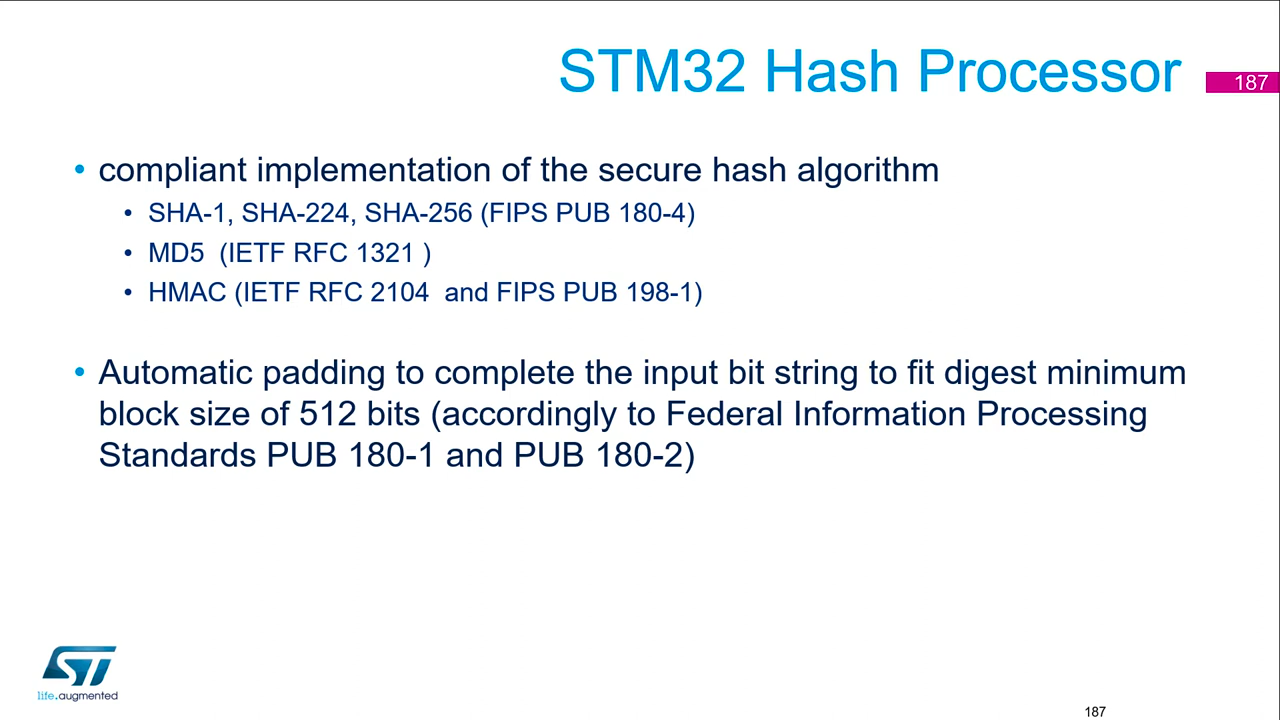 STM32 Hash Processor
187
• compliant implementation of the secure hash algorithm
• SHA-1, SHA-224, SHA-256 (FIPS PUB 180-4)
• MD5  (IETF RFC 1321 )
• HMAC (IETF RFC 2104  and FIPS PUB 198-1)
• Automatic padding to complete the input bit string to fit digest minimum
block size of 512 bits (accordingly to Federal Information Processing
Standards PUB 180-1 and PUB 180-2)
ST
life.augmented
187